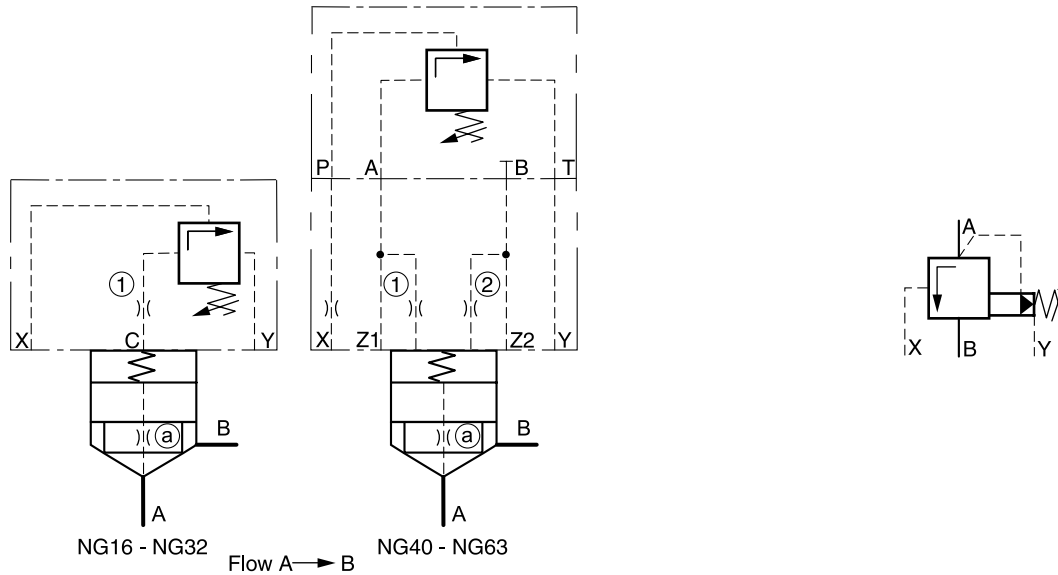 P A B T
1
X C Y
1 2
X Z1 Z2 Y
a B
A
a B
A
NG16 - NG32
NG40 - NG63
Flow A B
A
X B Y